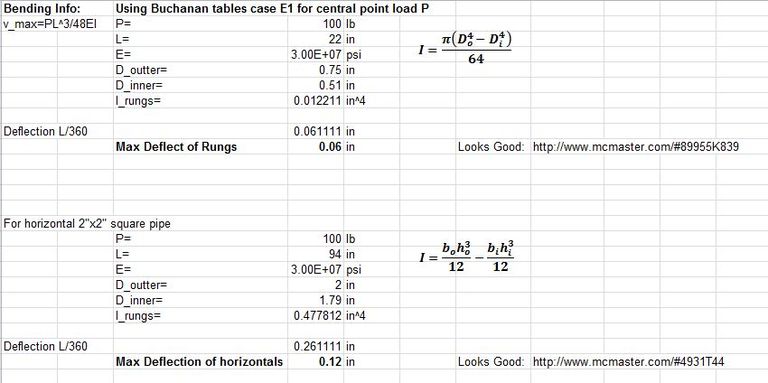 Bending Info: Using Buchanan tables case E1 for central point load P
v_max=PL^3/48EI P= 100 lb
L= 22 in
E= 3.00E+07 psi
D_outter= 0.75 in
D_inner= 0.51 in
I_rungs= 0.012211 in^4
I = π(D_o^4 − D_i^4) / 64
Deflection L/360 0.061111 in
Max Deflect of Rungs 0.06 in Looks Good: http://www.mcmaster.com/#89955K839
For horizontal 2"x2" square pipe
P= 100 lb
L= 94 in
E= 3.00E+07 psi
D_outter= 2 in
D_inner= 1.79 in
I_rungs= 0.477812 in^4
I = b_o h_o^3 / 12 − b_i h_i^3 / 12
Deflection L/360 0.261111 in
Max Deflection of horizontals 0.12 in Looks Good: http://www.mcmaster.com/#4931T44